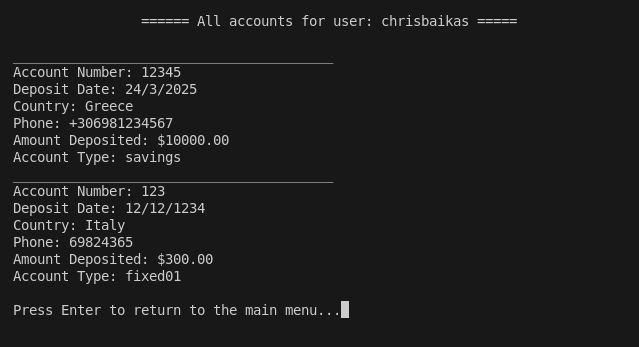 ====== All accounts for user: chrisbaikas =====
________________________________________
Account Number: 12345
Deposit Date: 24/3/2025
Country: Greece
Phone: +306981234567
Amount Deposited: $10000.00
Account Type: savings
________________________________________
Account Number: 123
Deposit Date: 12/12/1234
Country: Italy
Phone: 69824365
Amount Deposited: $300.00
Account Type: fixed01
Press Enter to return to the main menu...